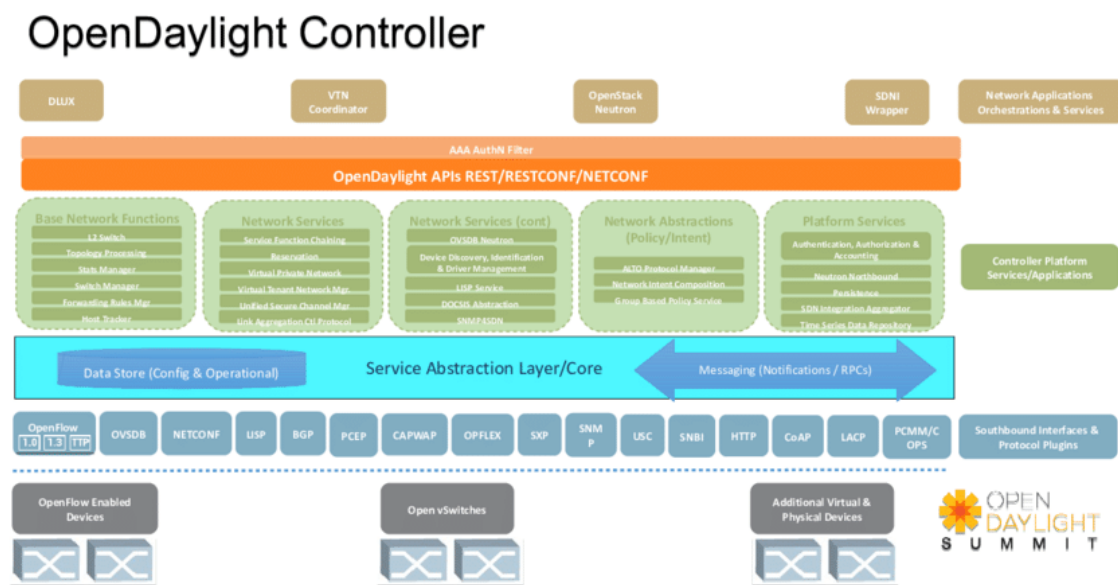 OpenDaylight Controller
DLUX
VTN
Coordinator
OpenStack
Neutron
SDNI
Wrapper
Network Applications
Orchestrations & Services
AAA AuthN Filter
OpenDaylight APIs REST/RESTCONF/NETCONF
Base Network Functions
L2 Switch
Topology Processing
Stats Manager
Switch Manager
Forwarding Rules Mgr
Host Tracker
Network Services
Service Function Chaining
Reservation
Virtual Private Network
Virtual Tenant Network Mgr.
Unified Secure Channel Mgr
Link Aggregation Ctl Protocol
Network Services (cont)
OVSDB Neutron
Device Discovery, Identification
& Driver Management
LISP Service
DOCSIS Abstraction
SNMP4SDN
Network Abstractions
(Policy/Intent)
ALTO Protocol Manager
Network Intent Composition
Group Based Policy Service
Platform Services
Authentication, Authorization &
Accounting
Neutron Northbound
Persistence
SDN Integration Aggregator
Time Series Data Repository
Controller Platform
Services/Applications
Data Store (Config & Operational)
Service Abstraction Layer/Core
Messaging (Notifications / RPCs)
OpenFlow
1.0 1.3 TTP
OVSDB
NETCONF
LISP
BGP
PCEP
CAPWAP
OPFLEX
SXP
SNM
P
USC
SNBI
HTTP
CoAP
LACP
PCMM/C
OPS
Southbound Interfaces &
Protocol Plugins
OpenFlow Enabled
Devices
Open vSwitches
Additional Virtual &
Physical Devices
OPEN
DAYLIGHT
SUMMIT